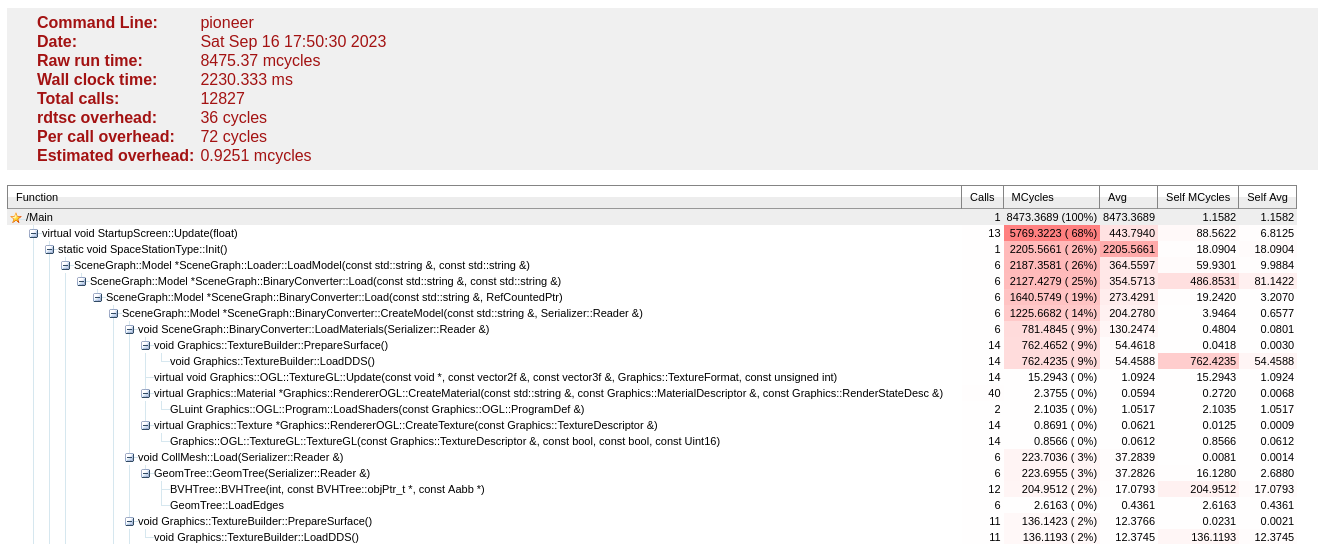 Command Line: pioneer
Date: Sat Sep 16 17:50:30 2023
Raw run time: 8475.37 mcycles
Wall clock time: 2230.333 ms
Total calls: 12827
rdtsc overhead: 36 cycles
Per call overhead: 72 cycles
Estimated overhead: 0.9251 mcycles
Function Calls MCycles Avg Self MCycles Self Avg
/Main 1 8473.3689 (100%) 8473.3689 1.1582 1.1582
virtual void StartupScreen::Update(float) 13 5769.3223 ( 68%) 443.7940 88.5622 6.8125
static void SpaceStationType::Init() 1 2205.5661 ( 26%) 2205.5661 18.0904 18.0904
SceneGraph::Model *SceneGraph::Loader::LoadModel(const std::string &, const std::string &) 6 2187.3581 ( 26%) 364.5597 59.9301 9.9884
SceneGraph::Model *SceneGraph::BinaryConverter::Load(const std::string &, const std::string &) 6 2127.4279 ( 25%) 354.5713 486.8531 81.1422
SceneGraph::Model *SceneGraph::BinaryConverter::Load(const std::string &, RefCountedPtr) 6 1640.5749 ( 19%) 273.4291 19.2420 3.2070
SceneGraph::Model *SceneGraph::BinaryConverter::CreateModel(const std::string &, Serializer::Reader &) 6 1225.6682 ( 14%) 204.2780 3.9464 0.6577
void SceneGraph::BinaryConverter::LoadMaterials(Serializer::Reader &) 6 781.4845 ( 9%) 130.2474 0.4804 0.0801
void Graphics::TextureBuilder::PrepareSurface() 14 762.4652 ( 9%) 54.4618 0.0418 0.0030
void Graphics::TextureBuilder::LoadDDS() 14 762.4235 ( 9%) 54.4588 762.4235 54.4588
virtual void Graphics::OGL::TextureGL::Update(const void *, const vector2f &, const vector3f &, Graphics::TextureFormat, const unsigned int) 14 15.2943 ( 0%) 1.0924 15.2943 1.0924
virtual Graphics::Material *Graphics::RendererOGL::CreateMaterial(const std::string &, const Graphics::MaterialDescriptor &, const Graphics::RenderStateDesc &) 40 2.3755 ( 0%) 0.0594 0.2720 0.0068
GLuint Graphics::OGL::Program::LoadShaders(const Graphics::OGL::ProgramDef &) 2 2.1035 ( 0%) 1.0517 2.1035 1.0517
virtual Graphics::Texture *Graphics::RendererOGL::CreateTexture(const Graphics::TextureDescriptor &) 14 0.8691 ( 0%) 0.0621 0.0125 0.0009
Graphics::OGL::TextureGL::TextureGL(const Graphics::TextureDescriptor &, const bool, const bool, const Uint16) 14 0.8566 ( 0%) 0.0612 0.8566 0.0612
void CollMesh::Load(Serializer::Reader &) 6 223.7036 ( 3%) 37.2839 0.0081 0.0014
GeomTree::GeomTree(Serializer::Reader &) 6 223.6955 ( 3%) 37.2826 16.1280 2.6880
BVHTree::BVHTree(int, const BVHTree::objPtr_t *, const Aabb *) 12 204.9512 ( 2%) 17.0793 204.9512 17.0793
GeomTree::LoadEdges 6 2.6163 ( 0%) 0.4361 2.6163 0.4361
void Graphics::TextureBuilder::PrepareSurface() 11 136.1423 ( 2%) 12.3766 0.0231 0.0021
void Graphics::TextureBuilder::LoadDDS() 11 136.1193 ( 2%) 12.3745 136.1193 12.3745